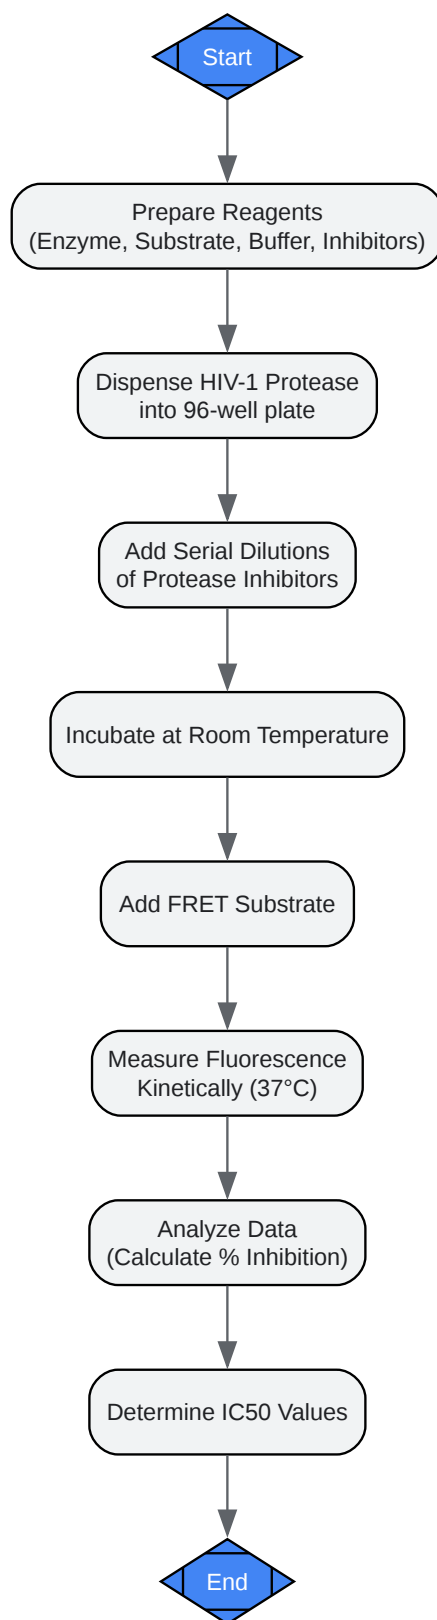 Start
Prepare Reagents
(Enzyme, Substrate, Buffer, Inhibitors)
Dispense HIV-1 Protease
into 96-well plate
Add Serial Dilutions
of Protease Inhibitors
Incubate at Room Temperature
Add FRET Substrate
Measure Fluorescence
Kinetically (37°C)
Analyze Data
(Calculate % Inhibition)
Determine IC50 Values
End